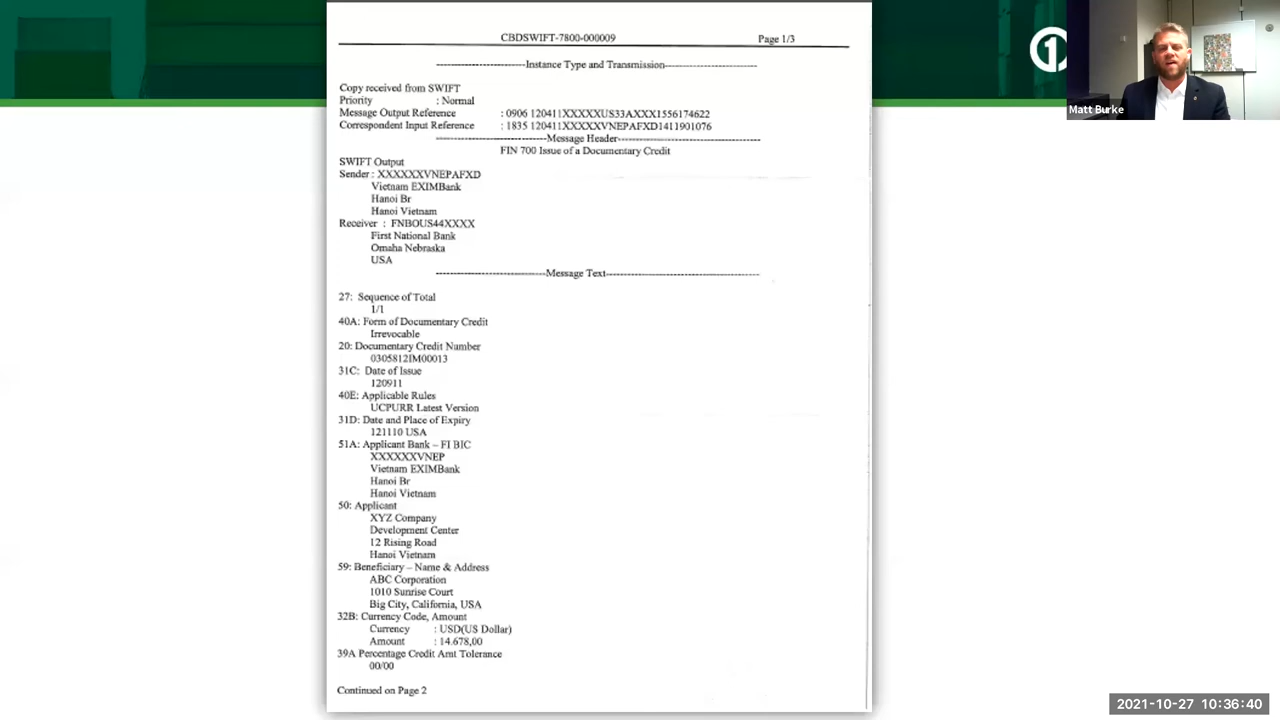 CBDSWIFT-7800-000009 Page 1/3
-----------------------Instance Type and Transmission------------------------
Copy received from SWIFT
Priority : Normal
Message Output Reference : 0906 120411XXXXXUS33AXXX1556174622
Correspondent Input Reference : 1835 120411XXXXXVNEPAFXD1411901076
----------------------------Message Header-------------------------------------
FIN 700 Issue of a Documentary Credit
SWIFT Output
Sender : XXXXXXVNEPAFXD
Vietnam EXIMBank
Hanoi Br
Hanoi Vietnam
Receiver : FNBOUS44XXXX
First National Bank
Omaha Nebraska
USA
----------------------------Message Text----------------------------------------
27: Sequence of Total
1/1
40A: Form of Documentary Credit
Irrevocable
20: Documentary Credit Number
0305812IM00013
31C: Date of Issue
120911
40E: Applicable Rules
UCPURR Latest Version
31D: Date and Place of Expiry
121110 USA
51A: Applicant Bank – FI BIC
XXXXXXVNEP
Vietnam EXIMBank
Hanoi Br
Hanoi Vietnam
50: Applicant
XYZ Company
Development Center
12 Rising Road
Hanoi Vietnam
59: Beneficiary – Name & Address
ABC Corporation
1010 Sunrise Court
Big City, California, USA
32B: Currency Code, Amount
Currency : USD(US Dollar)
Amount : 14.678,00
39A Percentage Credit Amt Tolerance
00/00
Continued on Page 2
1
Matt Burke
2021-10-27 10:36:40